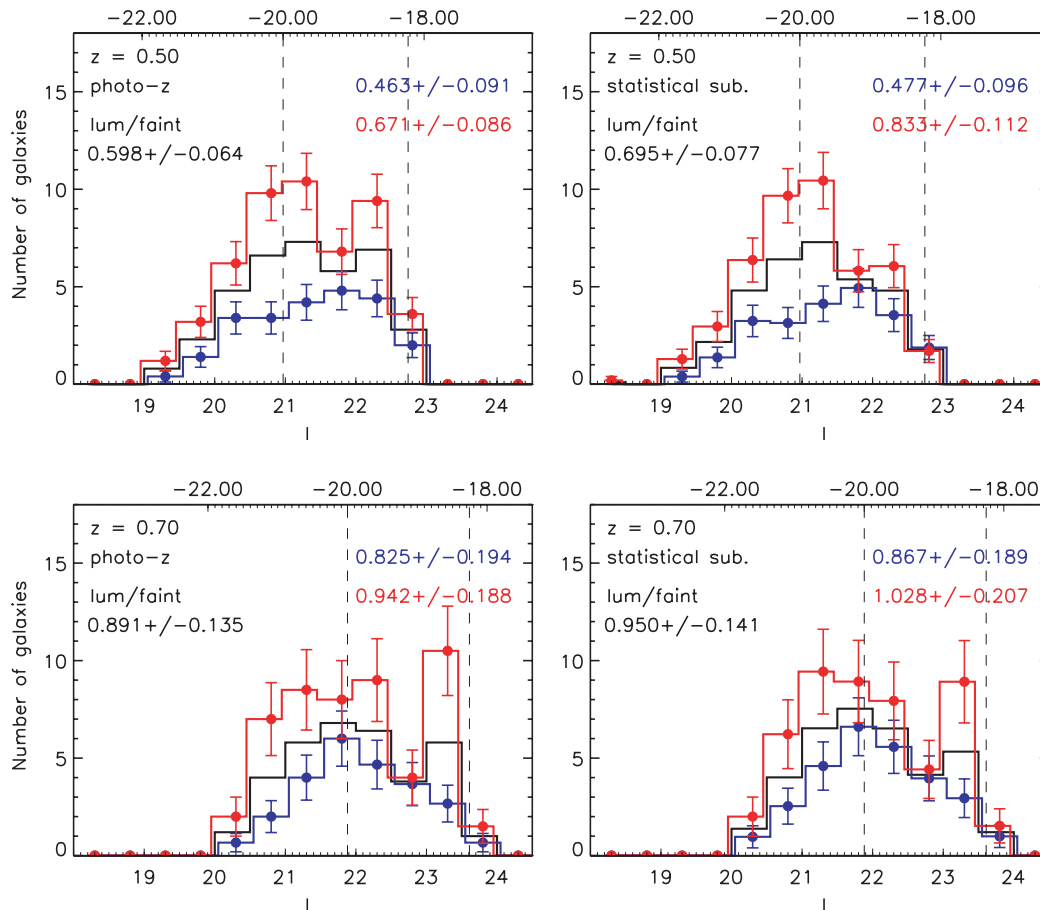 −22.00 −20.00 −18.00
z = 0.50
photo−z 0.463+/−0.091
lum/faint 0.671+/−0.086
0.598+/−0.064
Number of galaxies
15
10
5
0
19 20 21 22 23 24
I
−22.00 −20.00 −18.00
z = 0.50
statistical sub. 0.477+/−0.096
lum/faint 0.833+/−0.112
0.695+/−0.077
15
10
5
0
19 20 21 22 23 24
I
−22.00 −20.00 −18.00
z = 0.70
photo−z 0.825+/−0.194
lum/faint 0.942+/−0.188
0.891+/−0.135
Number of galaxies
15
10
5
0
19 20 21 22 23 24
I
−22.00 −20.00 −18.00
z = 0.70
statistical sub. 0.867+/−0.189
lum/faint 1.028+/−0.207
0.950+/−0.141
15
10
5
0
19 20 21 22 23 24
I